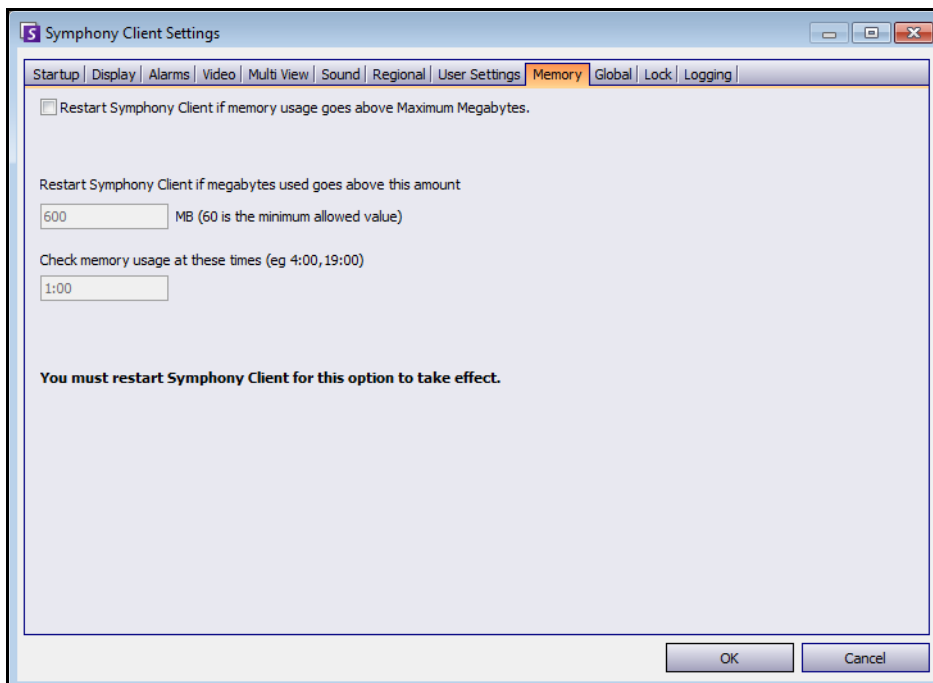 S Symphony Client Settings
Startup Display Alarms Video Multi View Sound Regional User Settings Memory Global Lock Logging
Restart Symphony Client if memory usage goes above Maximum Megabytes.
Restart Symphony Client if megabytes used goes above this amount
600 MB (60 is the minimum allowed value)
Check memory usage at these times (eg 4:00,19:00)
1:00
You must restart Symphony Client for this option to take effect.
OK Cancel